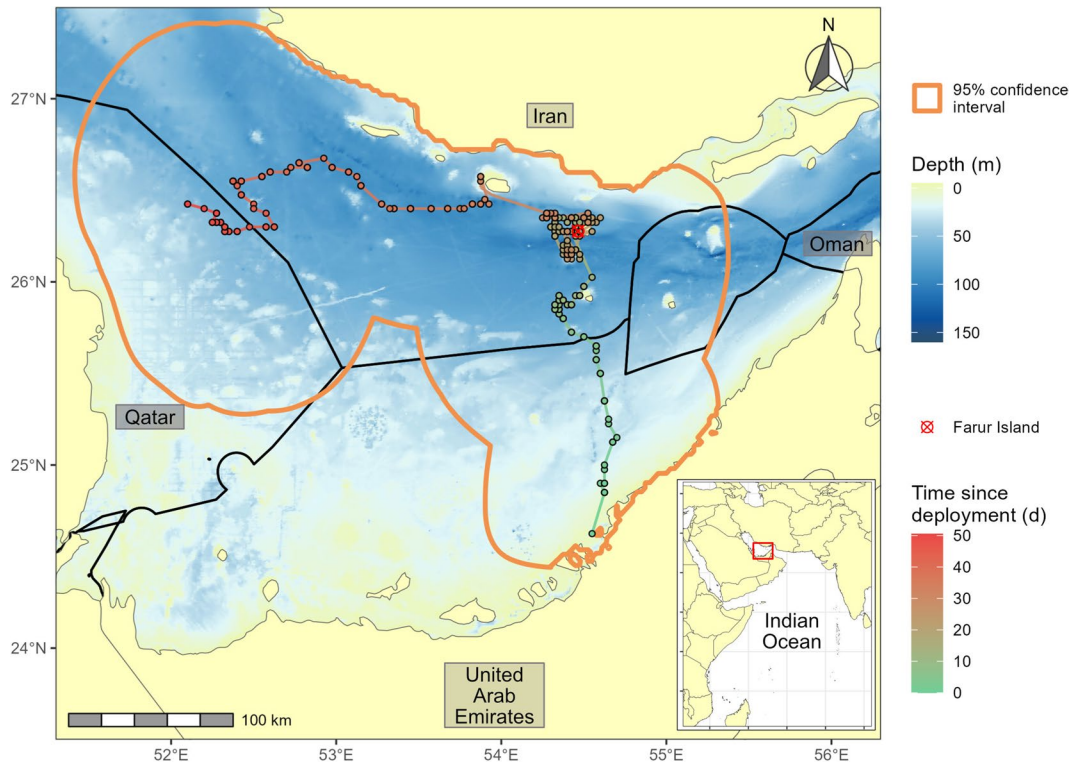 N
27°N
26°N
25°N
24°N
52°E
53°E
54°E
55°E
56°E
Iran
Oman
Qatar
United
Arab
Emirates
100 km
Indian
Ocean
95% confidence
interval
Depth (m)
0
50
100
150
Farur Island
Time since
deployment (d)
50
40
30
20
10
0